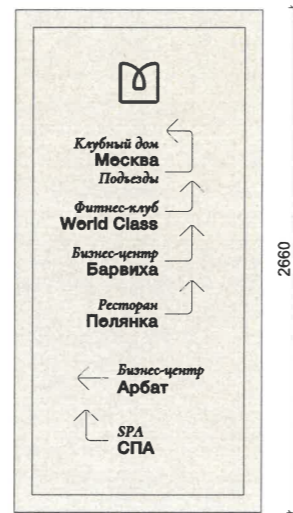 Клубный дом
Москва
Подъезды
Фитнес-клуб
World Class
Бизнес-центр
Барвиха
Ресторан
Полянка
Бизнес-центр
Арбат
SPA
СПА
2660